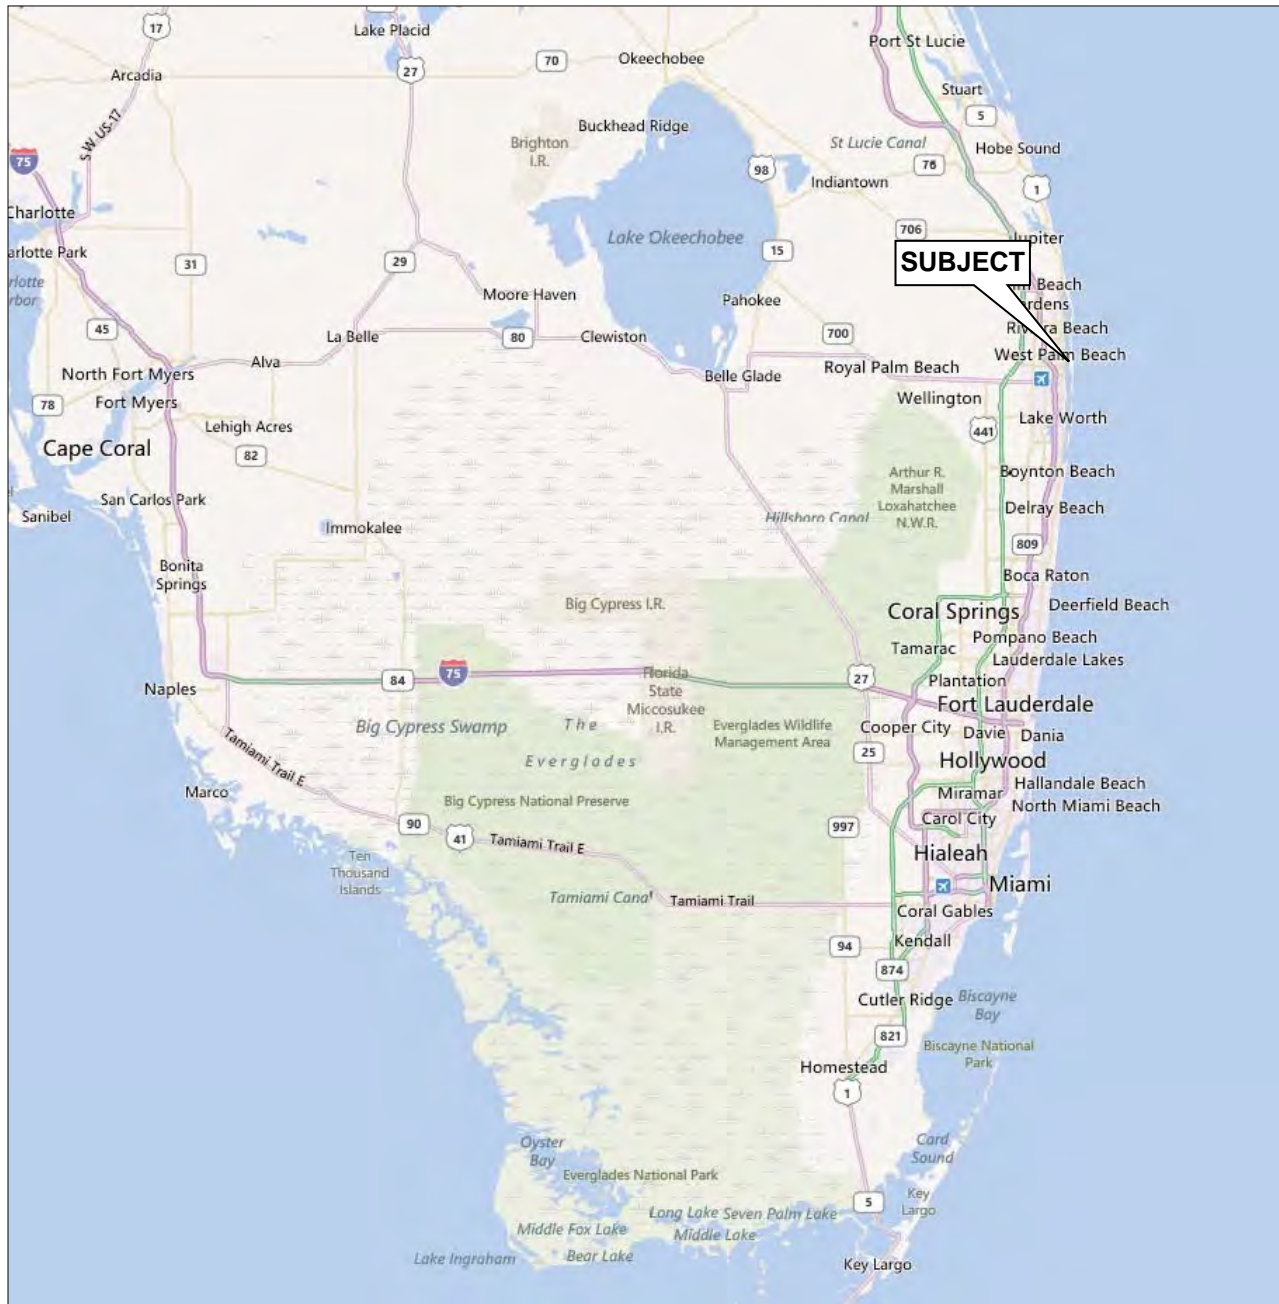 17
Lake Placid
Port St Lucie
Okeechobee
70
27
Arcadia
Stuart
5
SW US-17
Buckhead Ridge
Brighton
I.R.
St Lucie Canal
Hobe Sound
75
98
76
Indiantown
1
Charlotte
706
Lake Okeechobee
Jupiter
arlotte Park
31
29
15
SUBJECT
Beach
Moore Haven
Pahokee
45
700
Riviera Beach
La Belle
80
Clewiston
West Palm Beach
Alva
North Fort Myers
Belle Glade
Royal Palm Beach
78
Fort Myers
Wellington
Lehigh Acres
Lake Worth
441
Cape Coral
82
Boynton Beach
Arthur R.
Marshall
Loxahatchee
N.W.R.
San Carlos Park
Delray Beach
Sanibel
Immokalee
Hillsboro Canal
809
Bonita
Springs
Boca Raton
Big Cypress I.R.
Coral Springs
Deerfield Beach
Pompano Beach
Tamarac
Lauderdale Lakes
84
75
Florida
State
Miccosukee
I.R.
27
Plantation
Naples
Fort Lauderdale
Big Cypress Swamp
The
Everglades
Everglades Wildlife
Management Area
Cooper City
Davie
Dania
25
Tamiami Trail E
Hollywood
Hallandale Beach
Marco
Miramar
Big Cypress National Preserve
North Miami Beach
90
41
997
Carol City
Tamiami Trail E
Hialeah
Ten
Thousand
Islands
Miami
Tamiami Canal
Tamiami Trail
Coral Gables
94
Kendall
874
Cutler Ridge
Biscayne
Bay
821
Biscayne National
Park
Homestead
1
Oyster
Bay
Card
Sound
Everglades National Park
5
Key
Largo
Long Lake
Seven Palm Lake
Middle Fox Lake
Middle Lake
Lake Ingraham
Bear Lake
Key Largo